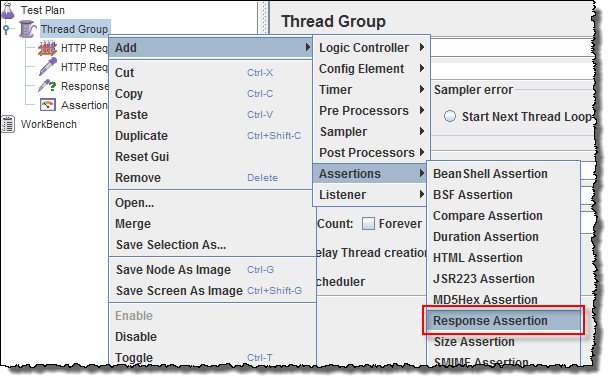 Test Plan
Thread Group
HTTP Req
HTTP Req
Response
Assertion
WorkBench
Add
Cut Ctrl-X
Copy Ctrl-C
Paste Ctrl-V
Duplicate Ctrl+Shift-C
Reset Gui
Remove Delete
Open...
Merge
Save Selection As...
Save Node As Image Ctrl-G
Save Screen As Image Ctrl+Shift-G
Enable
Disable
Toggle Ctrl-T
Logic Controller
Config Element
Timer
Pre Processors
Sampler
Post Processors
Assertions
Listener
Thread Group
Sampler error
Start Next Thread Loop
Count: Forever
elay Thread creation
cheduler
BeanShell Assertion
BSF Assertion
Compare Assertion
Duration Assertion
HTML Assertion
JSR223 Assertion
MD5Hex Assertion
Response Assertion
Size Assertion
SMIME Assertion